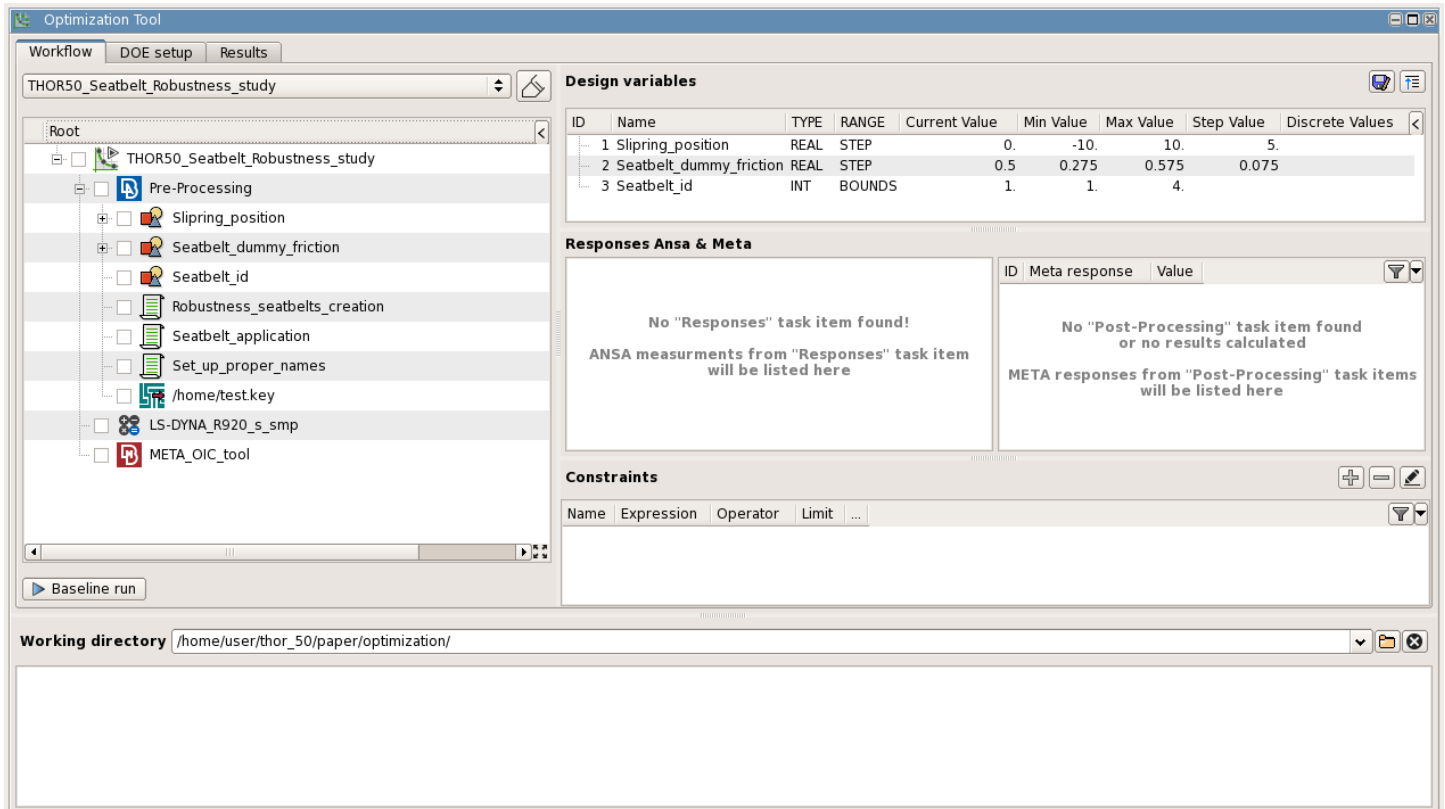 Optimization Tool
Workflow DOE setup Results
THOR50_Seatbelt_Robustness_study
Root
THOR50_Seatbelt_Robustness_study
Pre-Processing
Slipring_position
Seatbelt_dummy_friction
Seatbelt_id
Robustness_seatbelts_creation
Seatbelt_application
Set_up_proper_names
/home/test.key
LS-DYNA_R920_s_smp
META_OIC_tool
Baseline run
Design variables
ID Name TYPE RANGE Current Value Min Value Max Value Step Value Discrete Values
1 Slipring_position REAL STEP 0. -10. 10. 5.
2 Seatbelt_dummy_friction REAL STEP 0.5 0.275 0.575 0.075
3 Seatbelt_id INT BOUNDS 1. 1. 4.
Responses Ansa & Meta
No "Responses" task item found!
ANSA measurments from "Responses" task item
will be listed here
ID Meta response Value
No "Post-Processing" task item found
or no results calculated
META responses from "Post-Processing" task items
will be listed here
Constraints
Name Expression Operator Limit ...
Working directory /home/user/thor_50/paper/optimization/